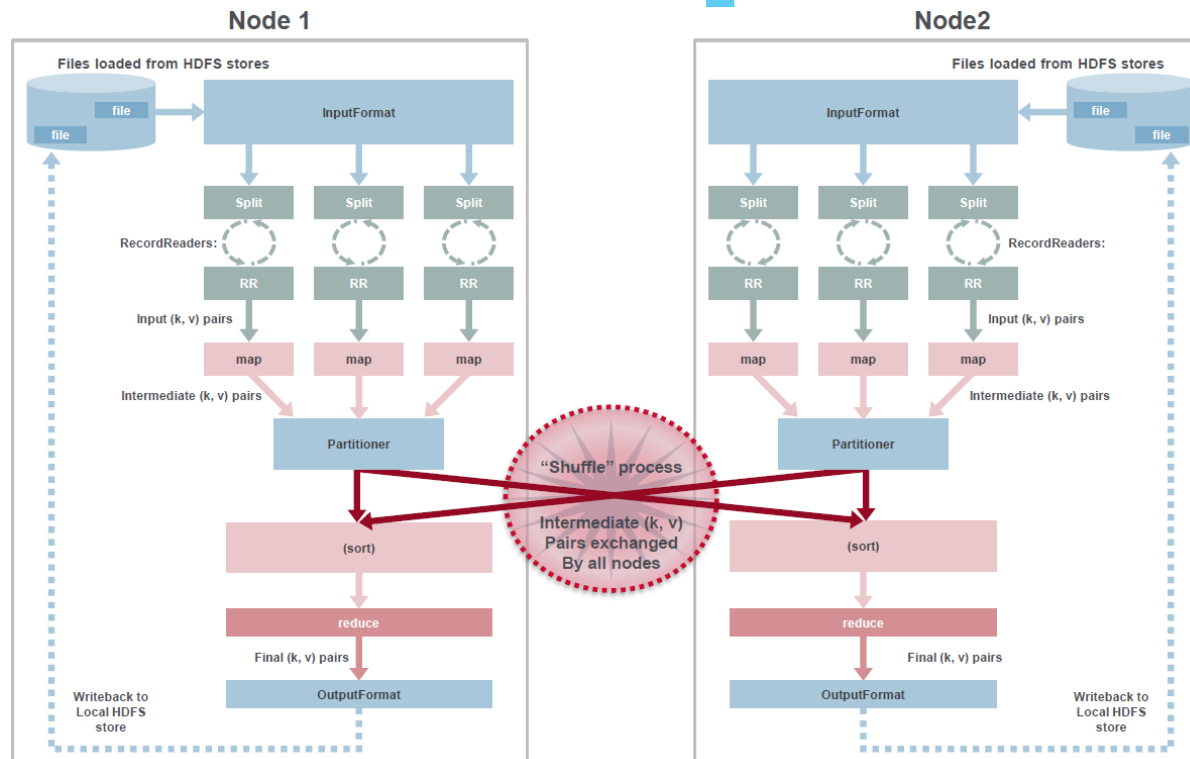 Node 1
Files loaded from HDFS stores
file
file
InputFormat
Split
Split
Split
RecordReaders:
RR
RR
RR
Input (k, v) pairs
map
map
map
Intermediate (k, v) pairs
Partitioner
(sort)
reduce
Final (k, v) pairs
OutputFormat
Writeback to
Local HDFS
store
“Shuffle” process
Intermediate (k, v)
Pairs exchanged
By all nodes
Node2
Files loaded from HDFS stores
InputFormat
file
file
Split
Split
Split
RecordReaders:
RR
RR
RR
Input (k, v) pairs
map
map
map
Intermediate (k, v) pairs
Partitioner
(sort)
reduce
Final (k, v) pairs
OutputFormat
Writeback to
Local HDFS
store